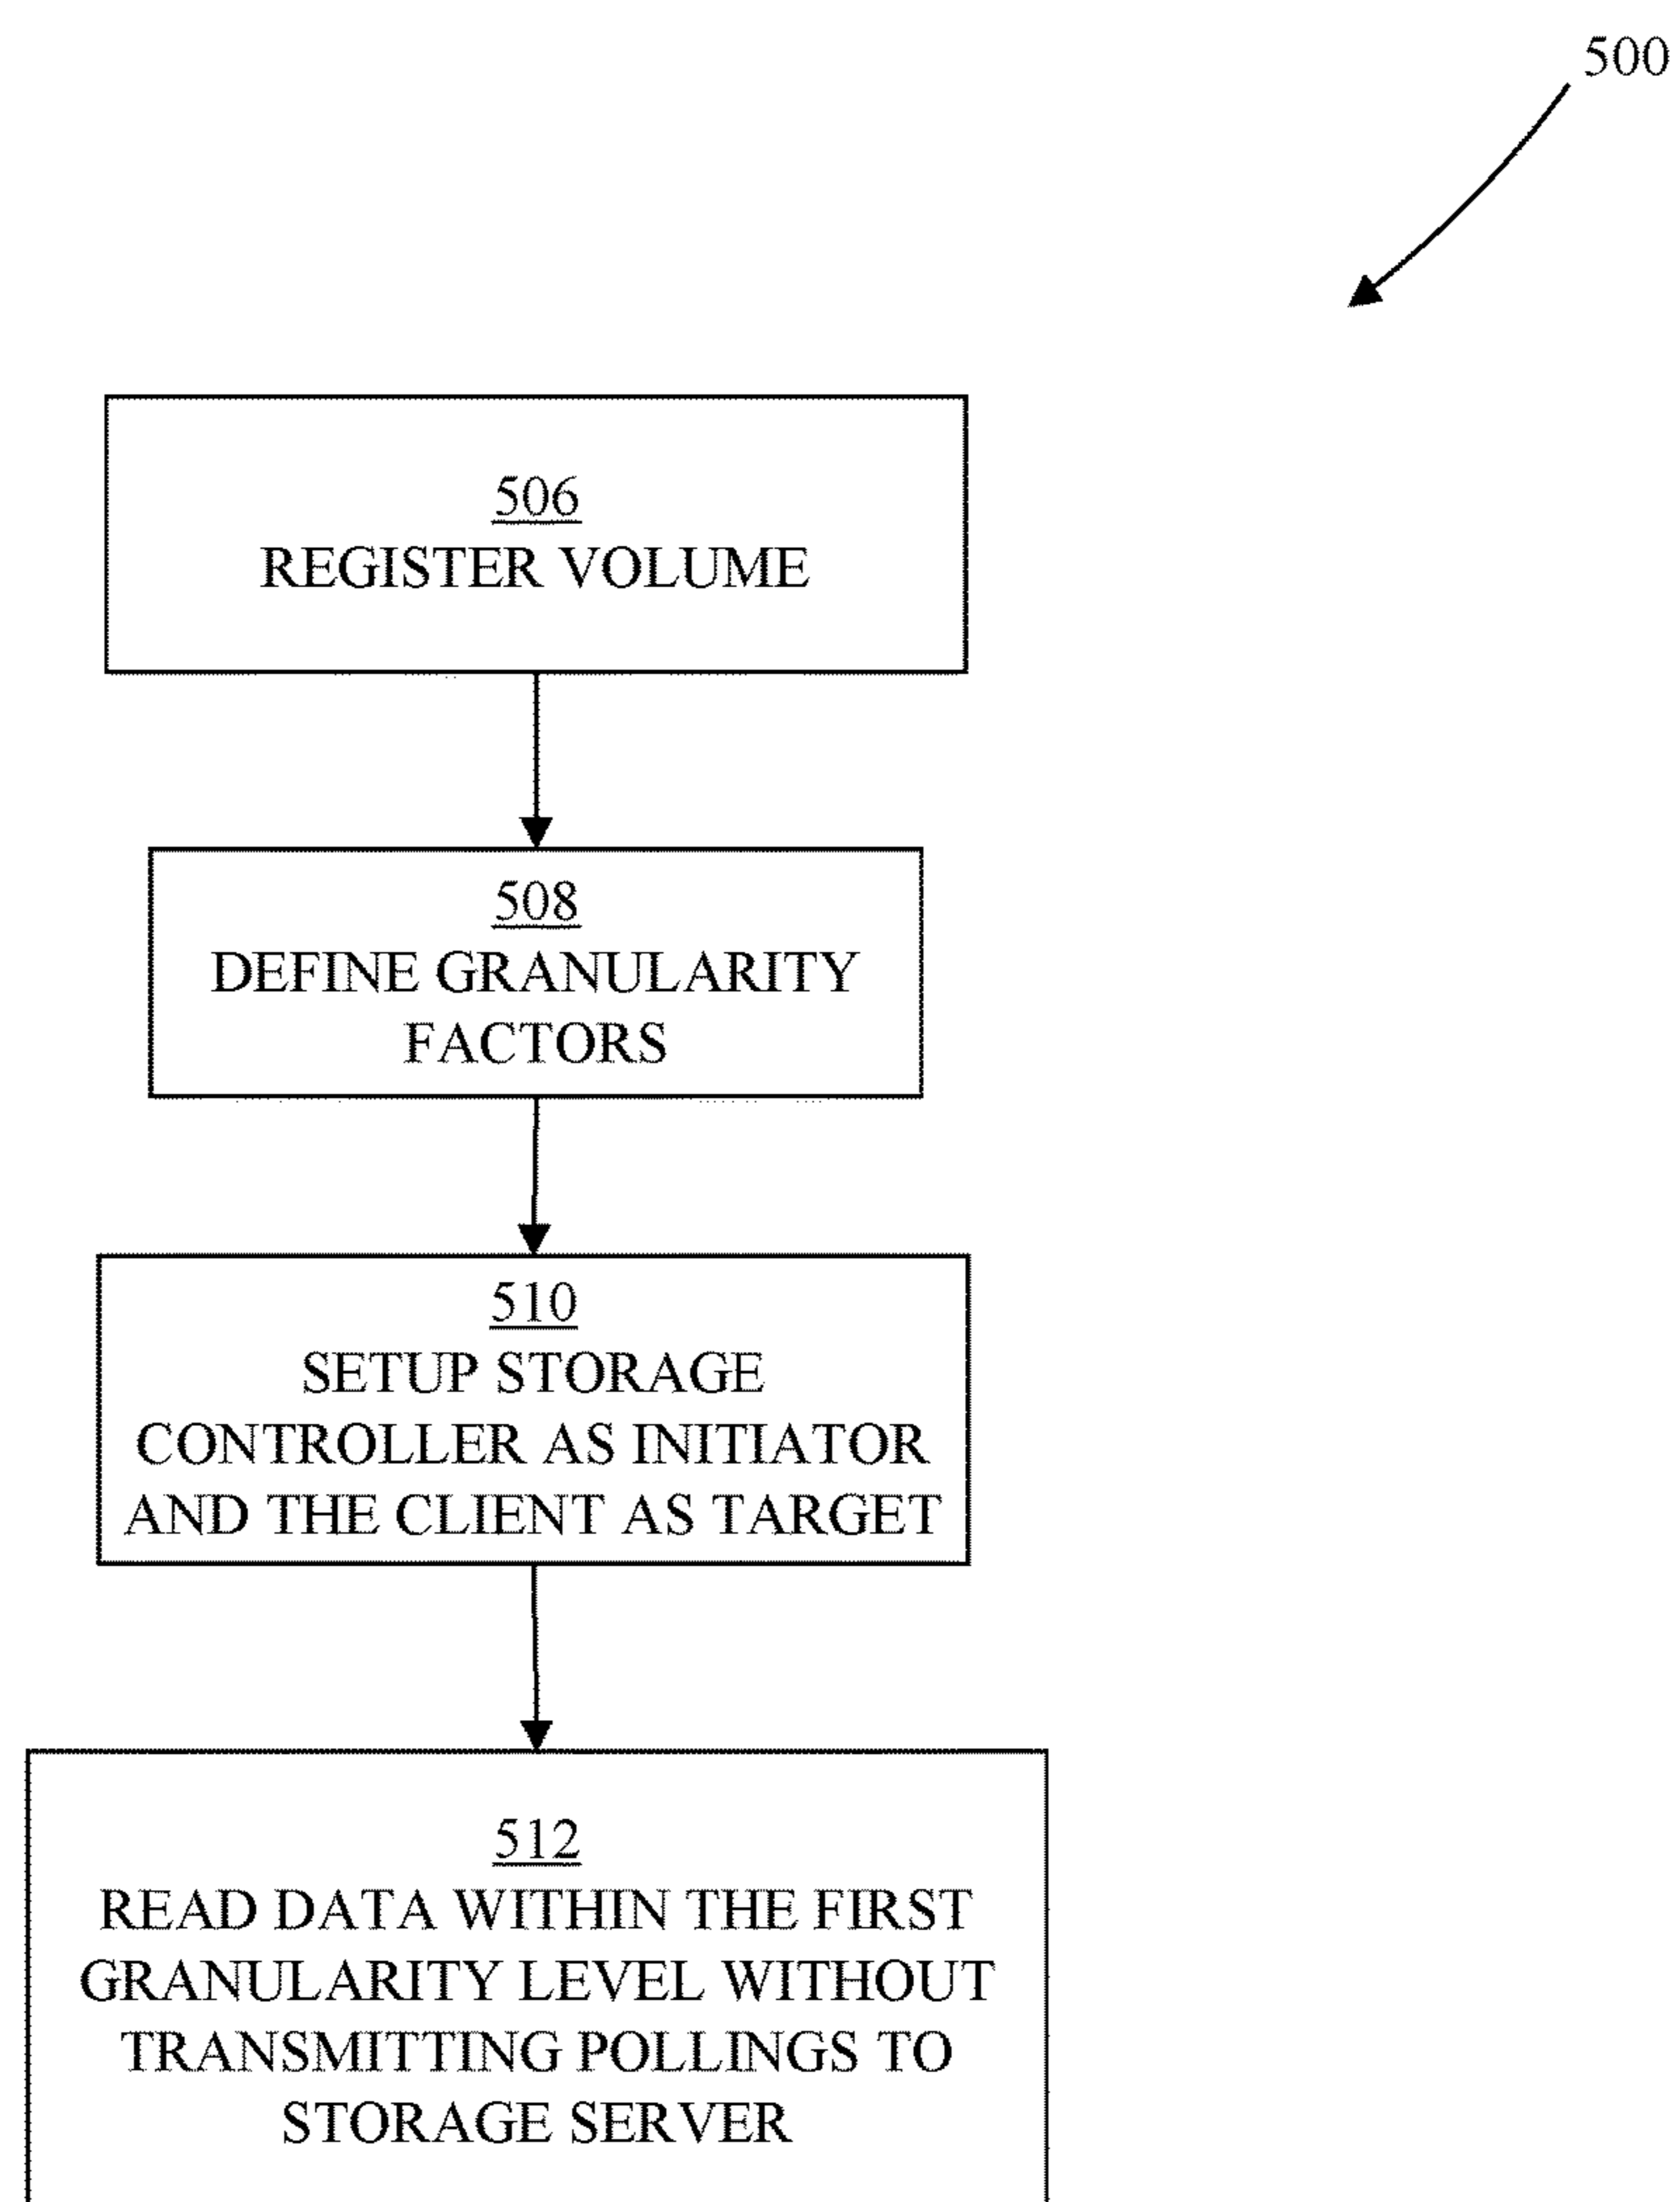 500
506
REGISTER VOLUME
508
DEFINE GRANULARITY
FACTORS
510
SETUP STORAGE
CONTROLLER AS INITIATOR
AND THE CLIENT AS TARGET
512
READ DATA WITHIN THE FIRST
GRANULARITY LEVEL WITHOUT
TRANSMITTING POLLINGS TO
STORAGE SERVER